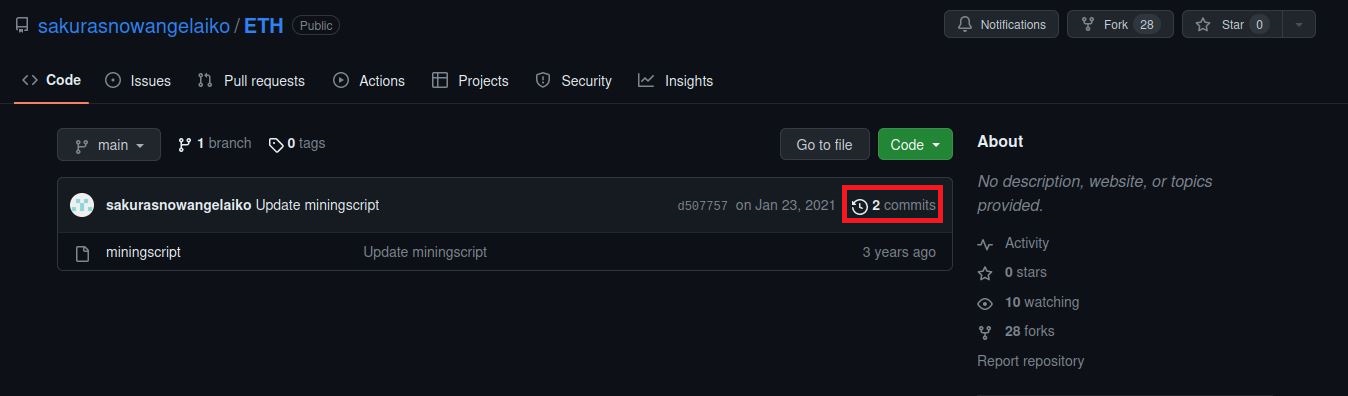 sakurasnowangelaiko / ETH Public Notifications Fork 28 Star 0
Code Issues Pull requests Actions Projects Security Insights
main 1 branch 0 tags Go to file Code
About
No description, website, or topics
provided.
sakurasnowangelaiko Update miningscript d507757 on Jan 23, 2021 2 commits
miningscript Update miningscript 3 years ago
Activity
0 stars
10 watching
28 forks
Report repository